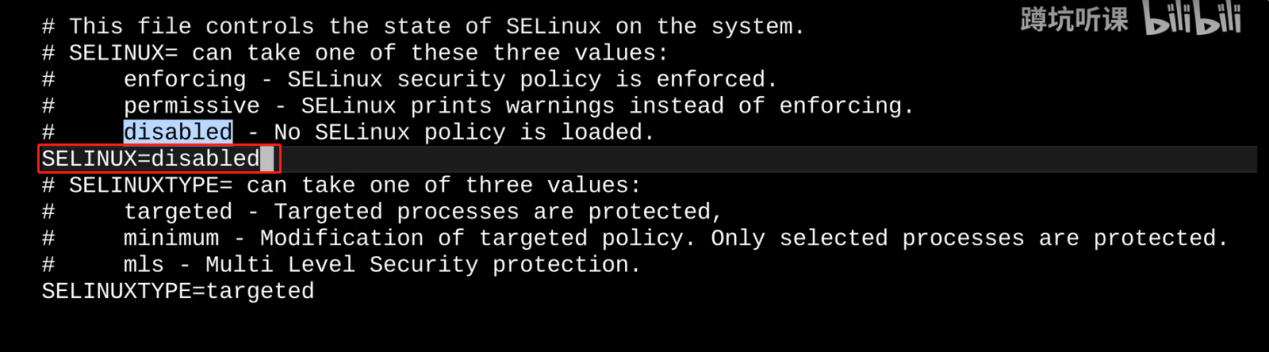 # This file controls the state of SELinux on the system.
蹲坑听课 bilibili
# SELINUX= can take one of these three values:
#     enforcing - SELinux security policy is enforced.
#     permissive - SELinux prints warnings instead of enforcing.
#     disabled - No SELinux policy is loaded.
SELINUX=disabled
# SELINUXTYPE= can take one of three values:
#     targeted - Targeted processes are protected,
#     minimum - Modification of targeted policy. Only selected processes are protected.
#     mls - Multi Level Security protection.
SELINUXTYPE=targeted